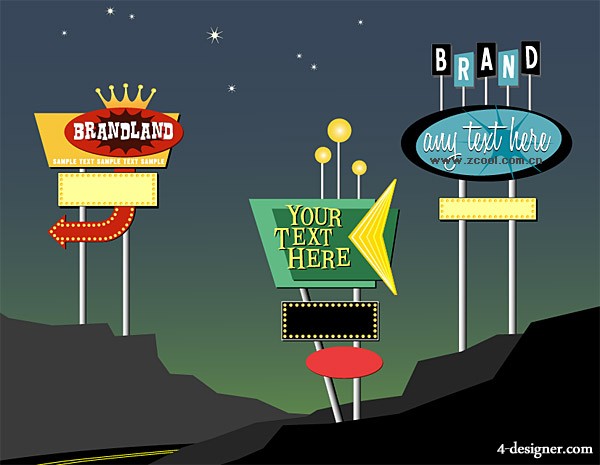 BRANDLAND
SAMPLE TEXT SAMPLE TEXT SAMPLE TEXT
BRAND
any text here
www.zcool.com.cn
YOUR
TEXT
HERE
4-designer.com